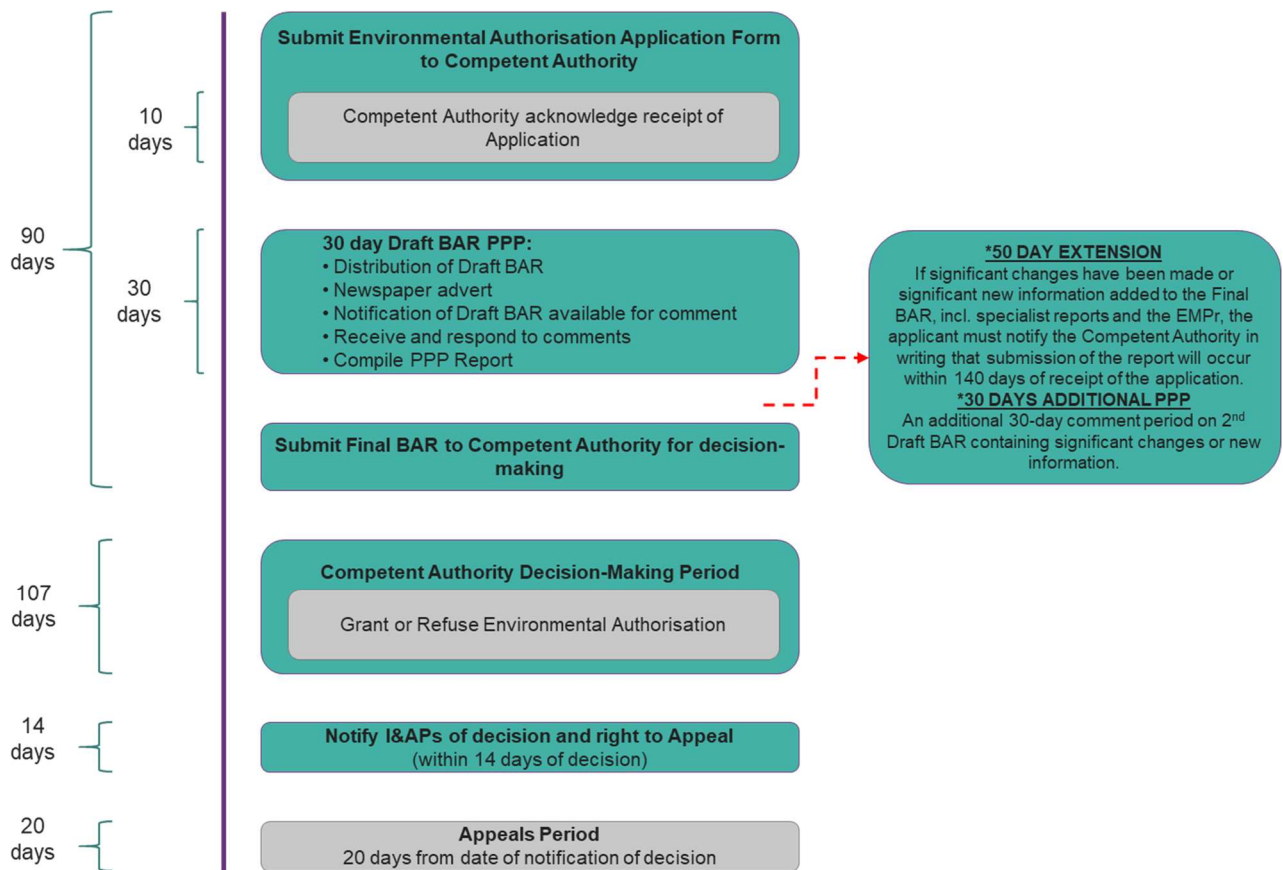 90
days
10
days
Submit Environmental Authorisation Application Form
to Competent Authority
Competent Authority acknowledge receipt of
Application
30
days
30 day Draft BAR PPP:
• Distribution of Draft BAR
• Newspaper advert
• Notification of Draft BAR available for comment
• Receive and respond to comments
• Compile PPP Report
*50 DAY EXTENSION
If significant changes have been made or
significant new information added to the Final
BAR, incl. specialist reports and the EMPr, the
applicant must notify the Competent Authority in
writing that submission of the report will occur
within 140 days of receipt of the application.
*30 DAYS ADDITIONAL PPP
An additional 30-day comment period on 2nd
Draft BAR containing significant changes or new
information.
Submit Final BAR to Competent Authority for decision-
making
107
days
Competent Authority Decision-Making Period
Grant or Refuse Environmental Authorisation
14
days
Notify I&APs of decision and right to Appeal
(within 14 days of decision)
20
days
Appeals Period
20 days from date of notification of decision